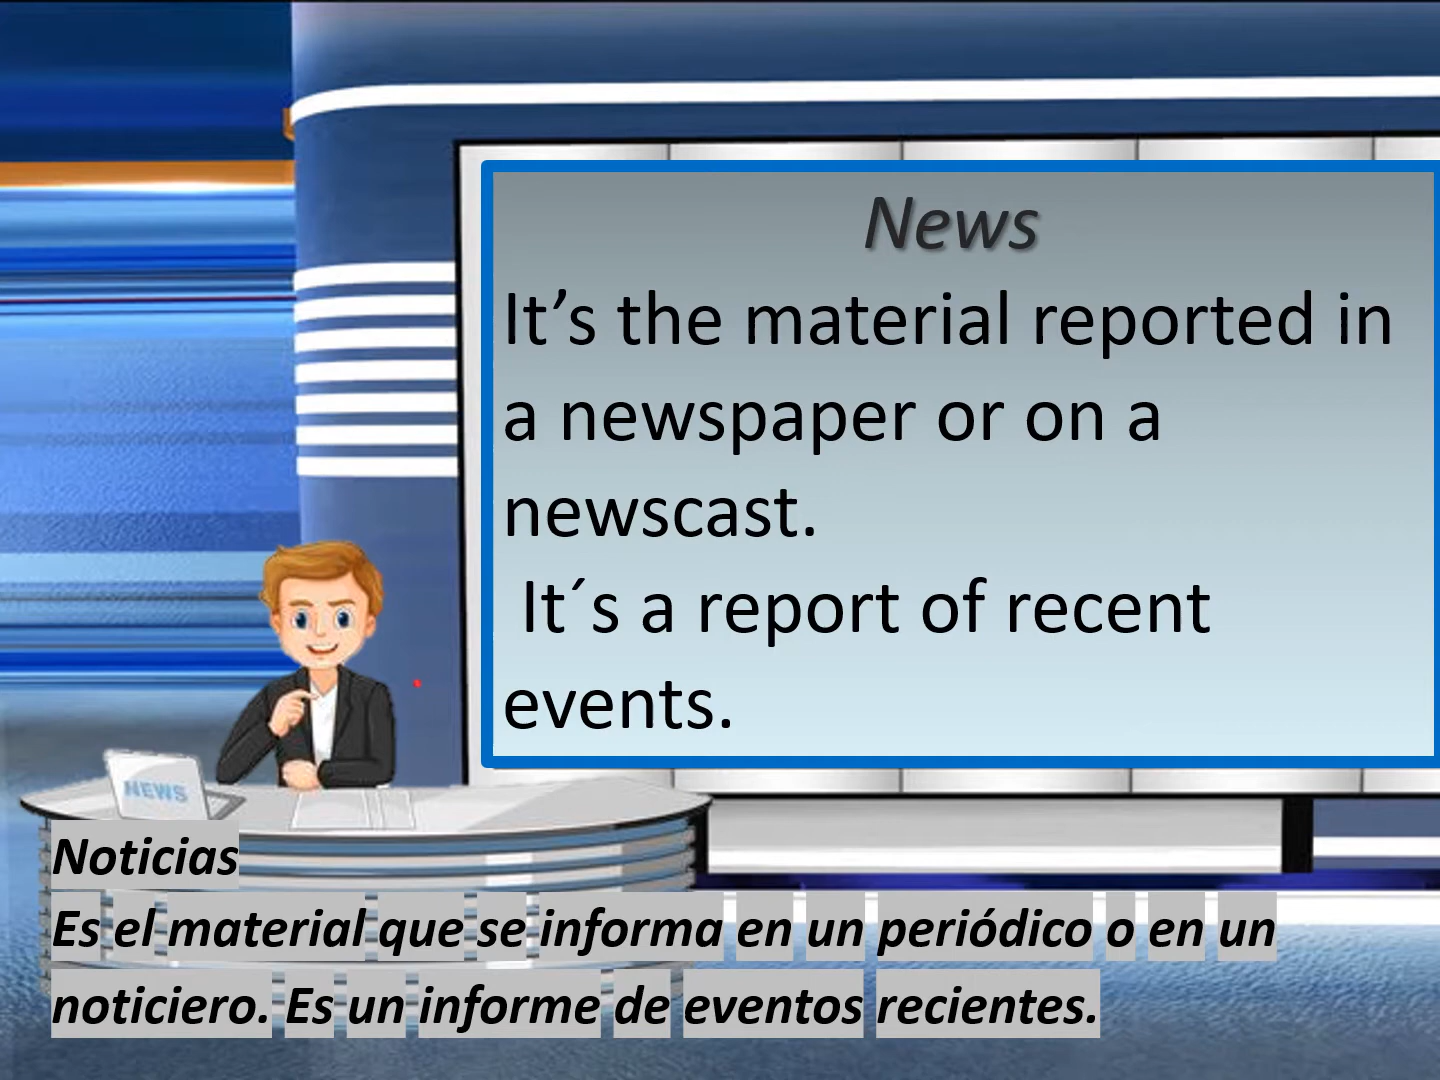 News
It’s the material reported in
a newspaper or on a
newscast.
It´s a report of recent
events.
NEWS
Noticias
Es el material que se informa en un periódico o en un
noticiero. Es un informe de eventos recientes.